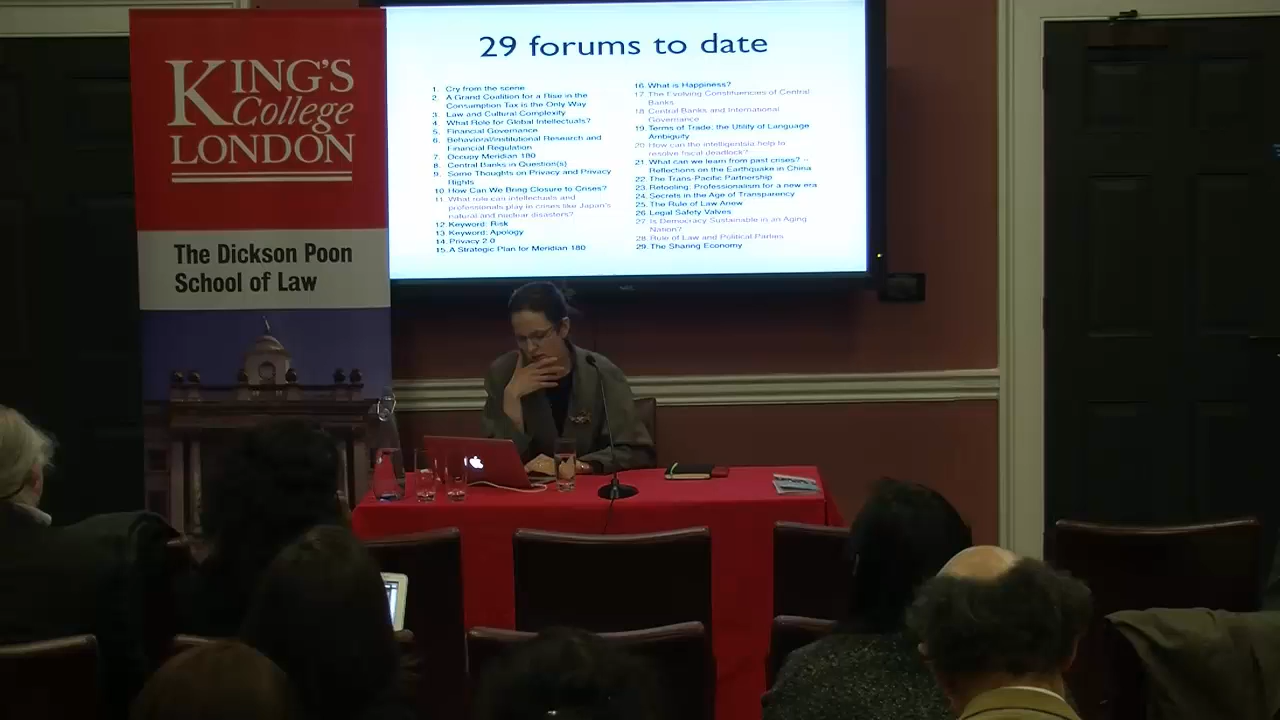 KING'S
College
LONDON
The Dickson Poon
School of Law
29 forums to date
1. Cry from the scene
2. A Grand Coalition for a Rise in the
Consumption Tax is the Only Way
3. Law and Cultural Complexity
4. What Role for Global Intellectuals?
5. Financial Governance
6. Behavioral/institutional Research and
Financial Regulation
7. Occupy Meridian 180
8. Central Banks in Question(s)
9. Some Thoughts on Privacy and Privacy
Rights
10. How Can We Bring Closure to Crises?
11. What role can intellectuals and
professionals play in crises like Japan's
natural and nuclear disasters?
12. Keyword: Risk
13. Keyword: Apology
14. Privacy 2.0
15. A Strategic Plan for Meridian 180
16. What is Happiness?
17. The Evolving Constituencies of Central
Banks
18. Central Banks and International
Governance
19. Terms of Trade: the Utility of Language
Ambiguity
20. How can the intelligentsia help to
resolve fiscal deadlock?
21. What can we learn from past crises? --
Reflections on the Earthquake in China
22. The Trans-Pacific Partnership
23. Retooling: Professionalism for a new era
24. Secrets in the Age of Transparency
25. The Rule of Law Anew
26. Legal Safety Valves
27. Is Democracy Sustainable in an Aging
Nation?
28. Rule of Law and Political Parties
29. The Sharing Economy
NEC